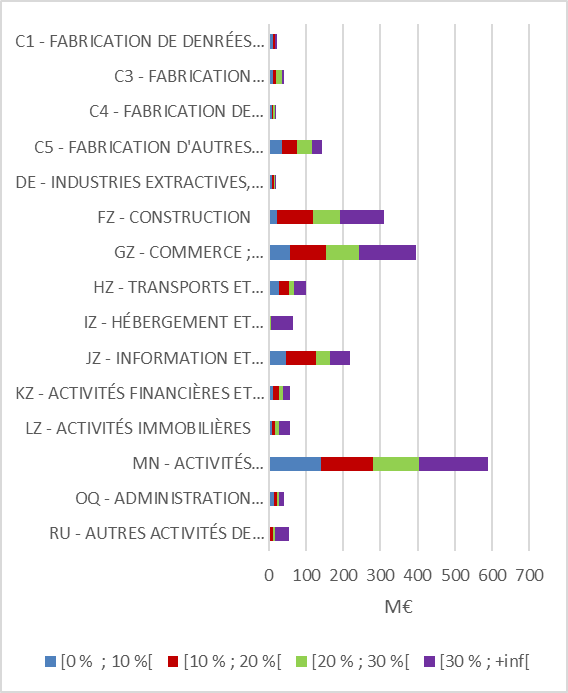 C1 - FABRICATION DE DENRÉES...
C3 - FABRICATION...
C4 - FABRICATION DE...
C5 - FABRICATION D'AUTRES...
DE - INDUSTRIES EXTRACTIVES,...
FZ - CONSTRUCTION
GZ - COMMERCE ;...
HZ - TRANSPORTS ET...
IZ - HÉBERGEMENT ET...
JZ - INFORMATION ET...
KZ - ACTIVITÉS FINANCIÈRES ET...
LZ - ACTIVITÉS IMMOBILIÈRES
MN - ACTIVITÉS...
OQ - ADMINISTRATION...
RU - AUTRES ACTIVITÉS DE...
0 100 200 300 400 500 600 700
M€
[0 % ; 10 %[ [10 % ; 20 %[ [20 % ; 30 %[ [30 % ; +inf[